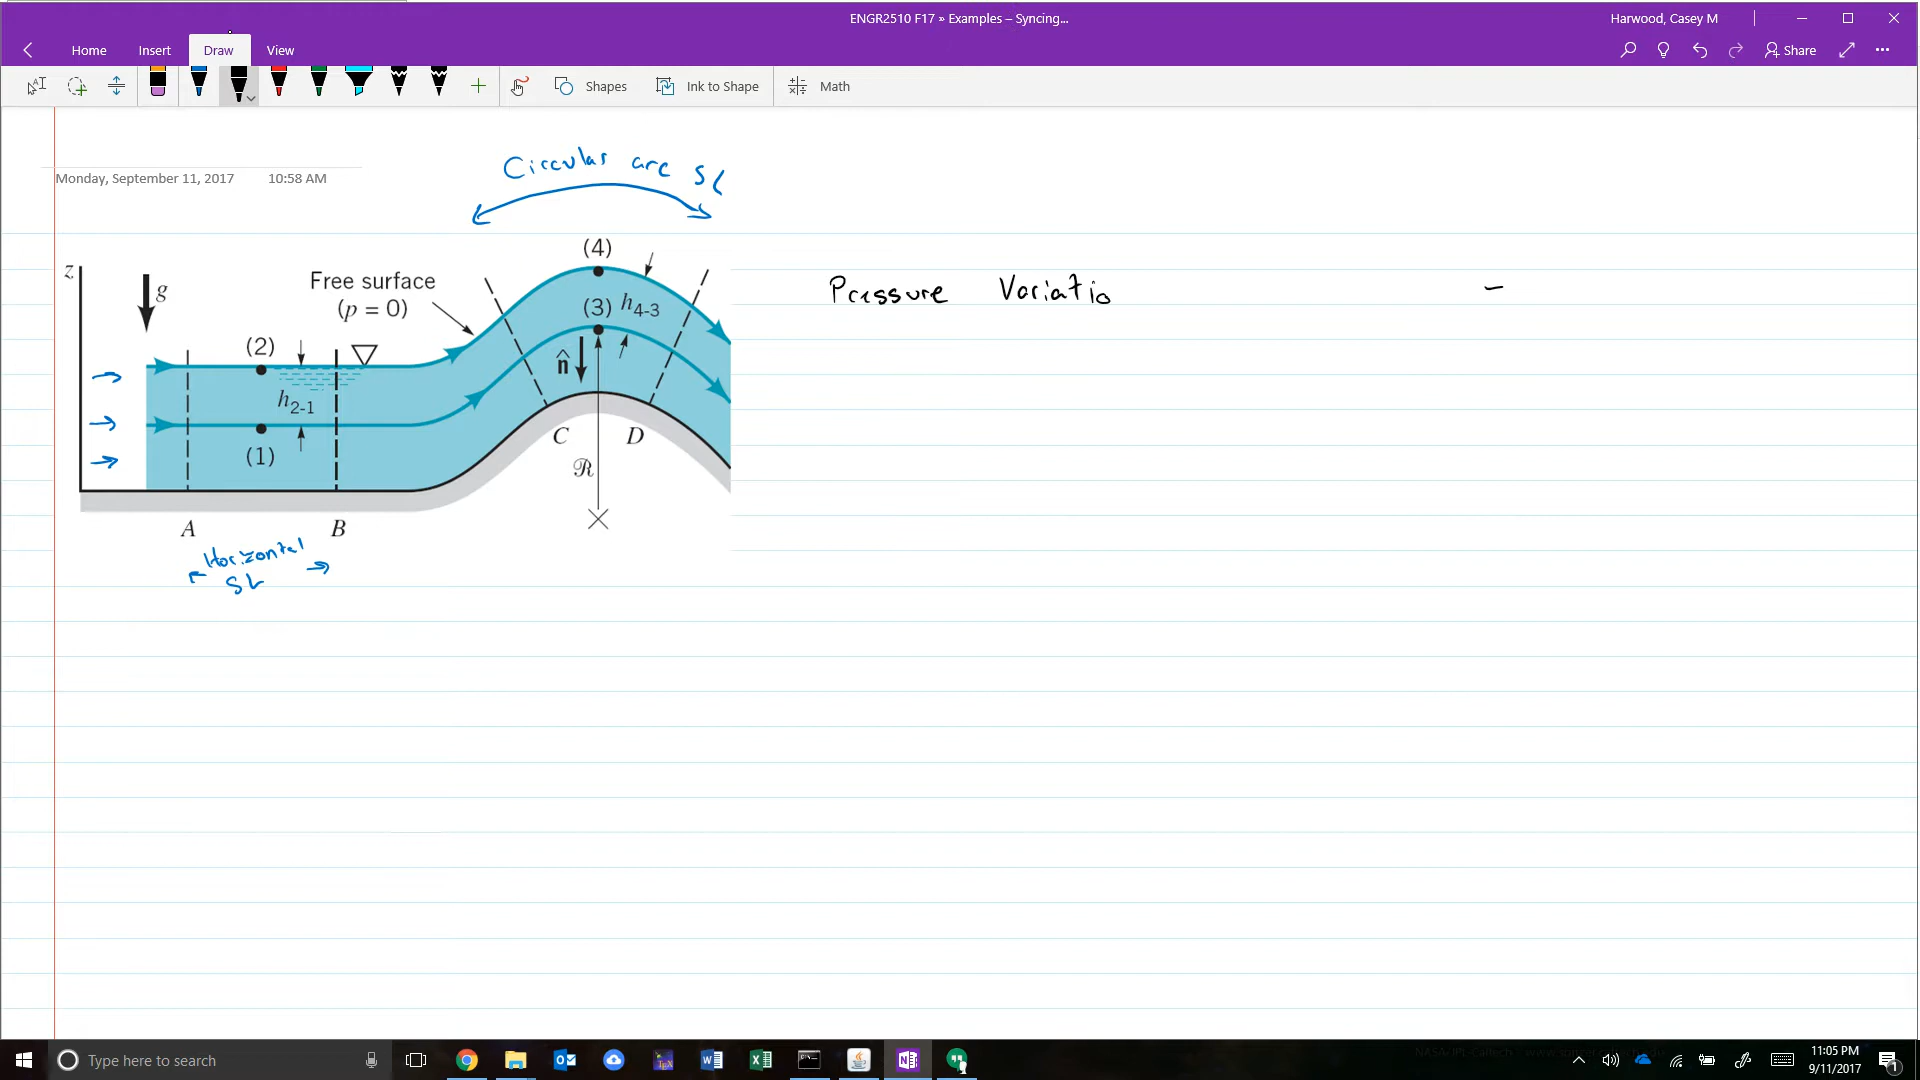 ENGR2510 F17 » Examples – Syncing...
Harwood, Casey M
Home Insert Draw View
Share
Shapes
Ink to Shape
Math
Monday, September 11, 2017 10:58 AM
Circular arc SL
z
g
Free surface
(p = 0)
(4)
(3) h4-3
(2)
n̂
h2-1
(1)
C D
ℛ
A B
Horizontal
SL
Pressure Variatio
Type here to search
11:05 PM
9/11/2017
1